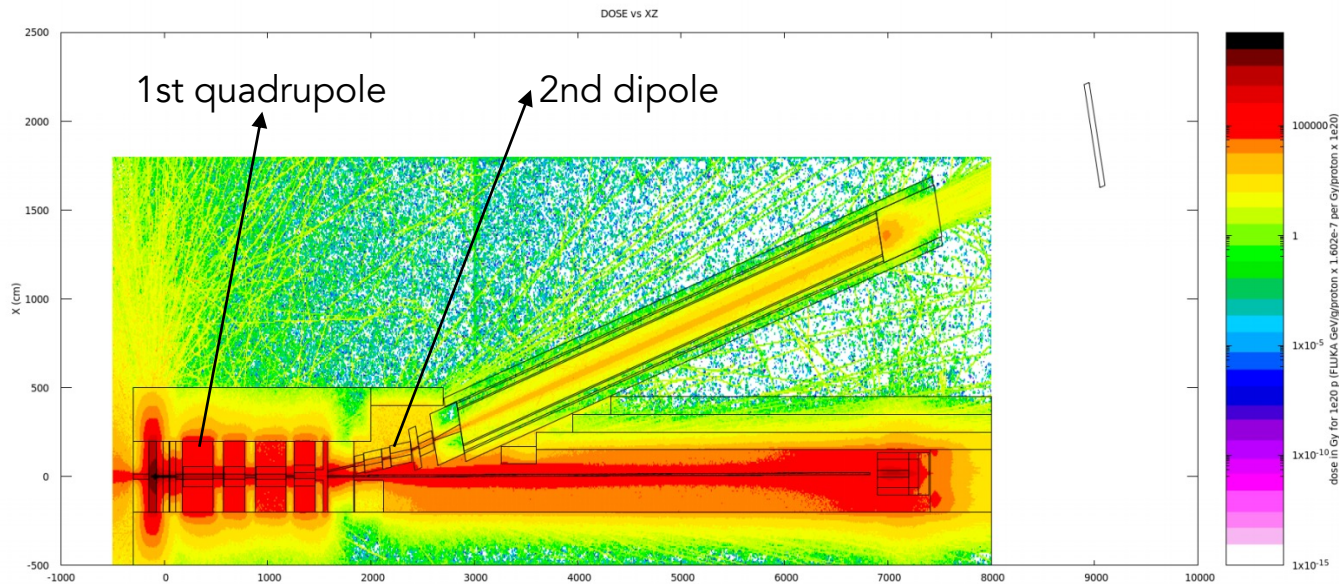 DOSE vs XZ
2500
2000
1500
1000
500
0
-500
X (cm)
1st quadrupole
2nd dipole
-1000
0
1000
2000
3000
4000
5000
6000
7000
8000
9000
10000
100000
1
1x10-5
1x10-10
1x10-15
dose in Gy for 1e20 p (FLUKA GeV/g/proton x 1.602e-7 per Gy/proton x 1e20)